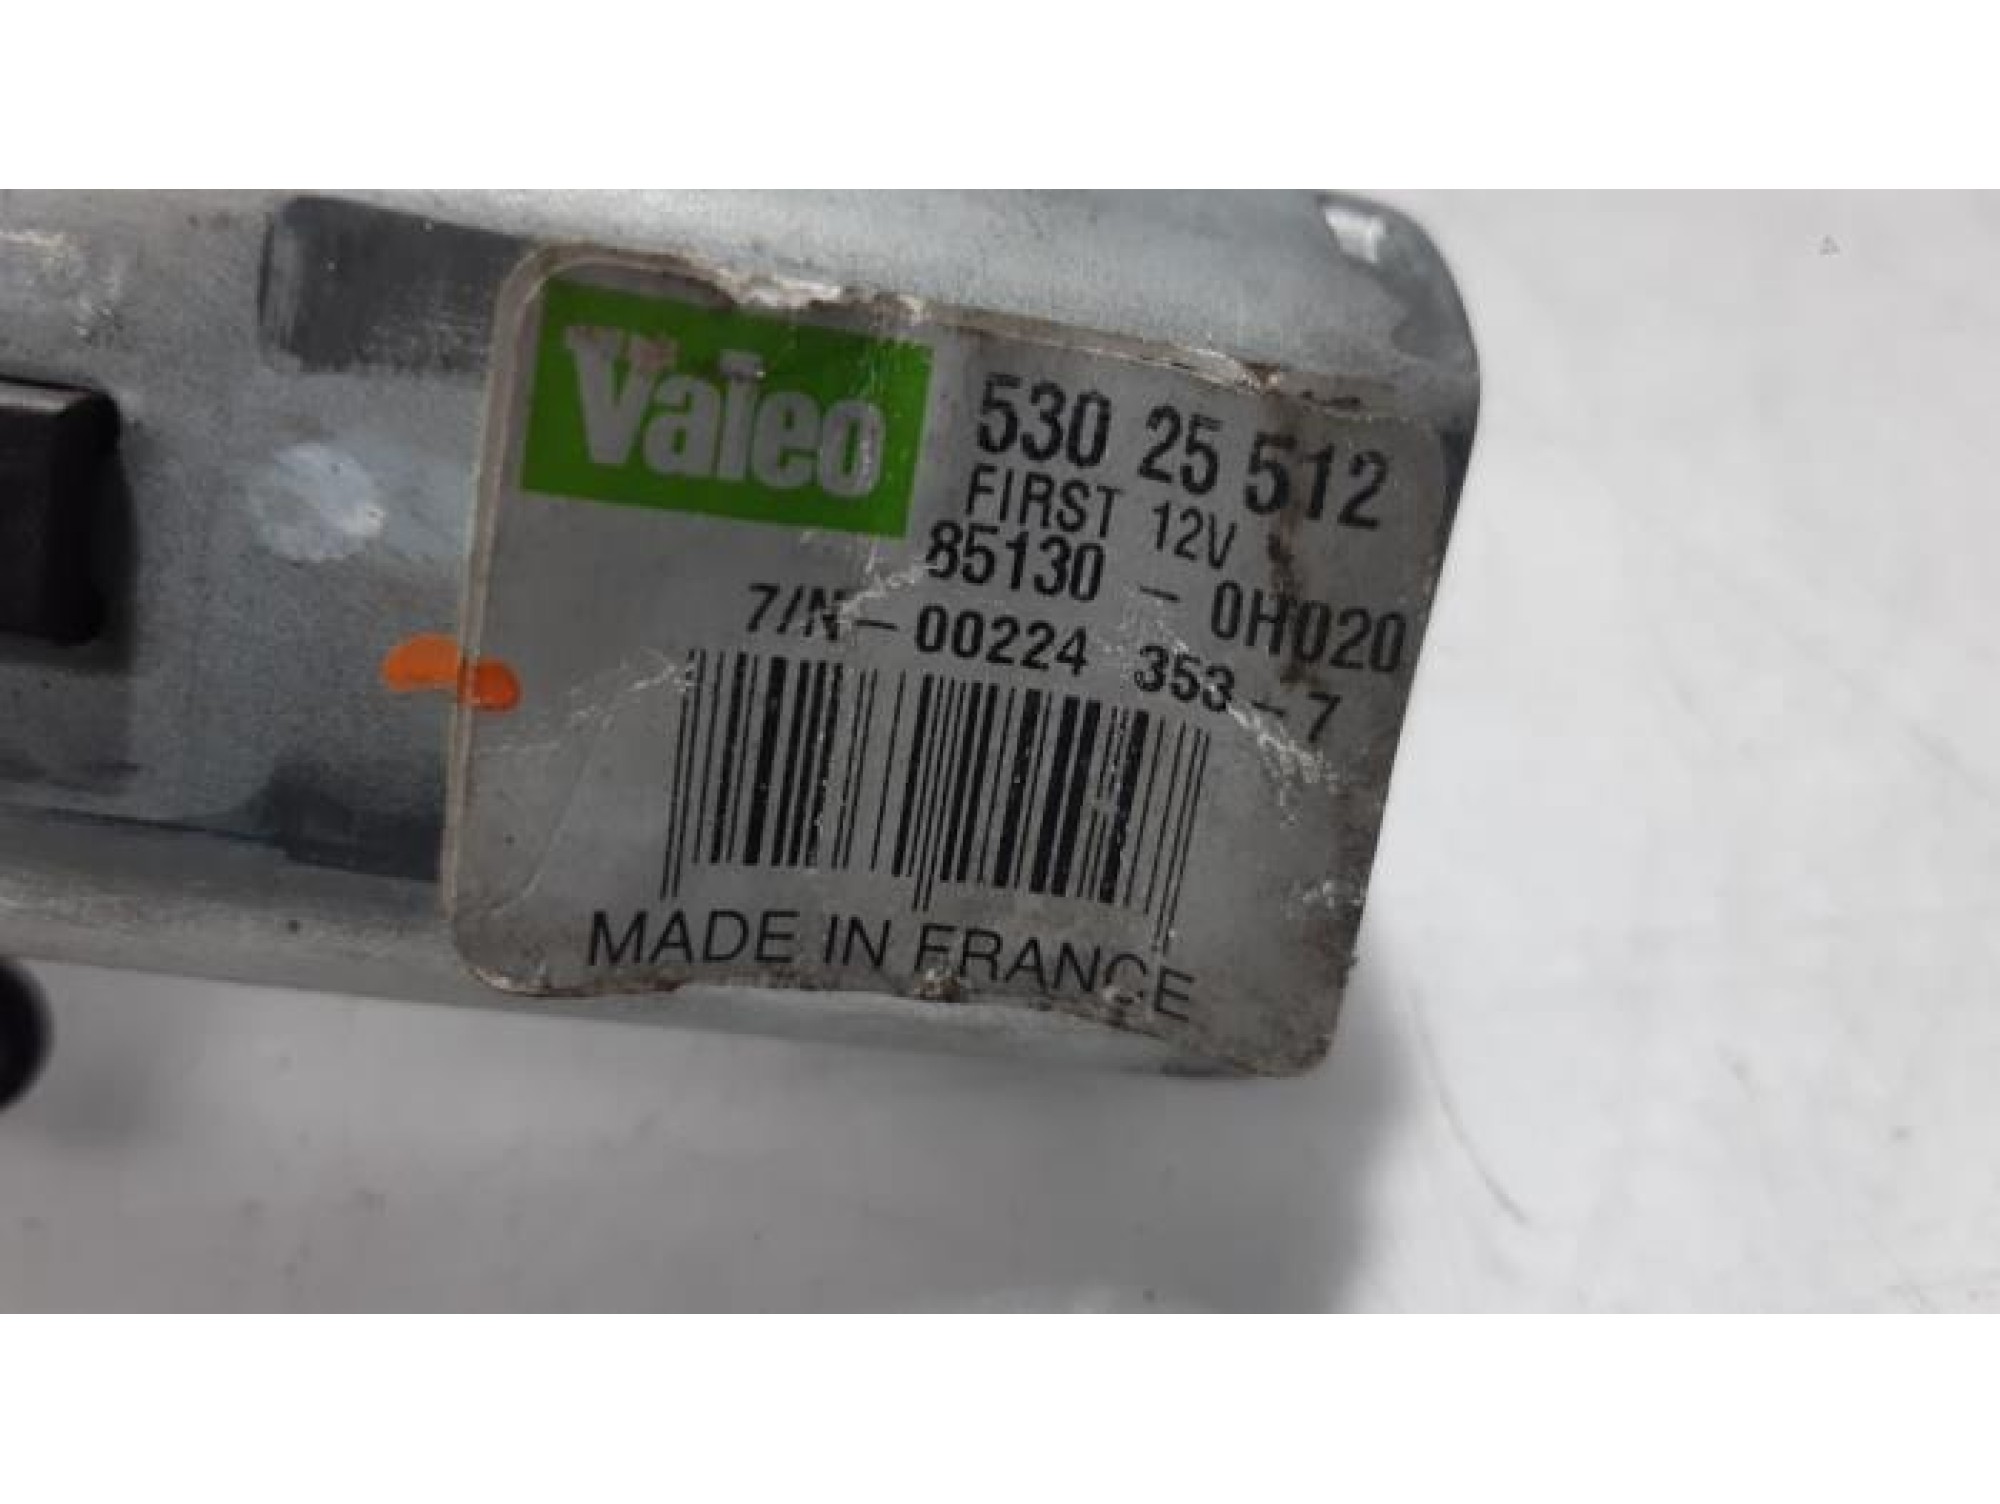 Valeo
530 25 512
FIRST 12V
85130 - 0H020
7/N - 00224 353 - 7
MADE IN FRANCE